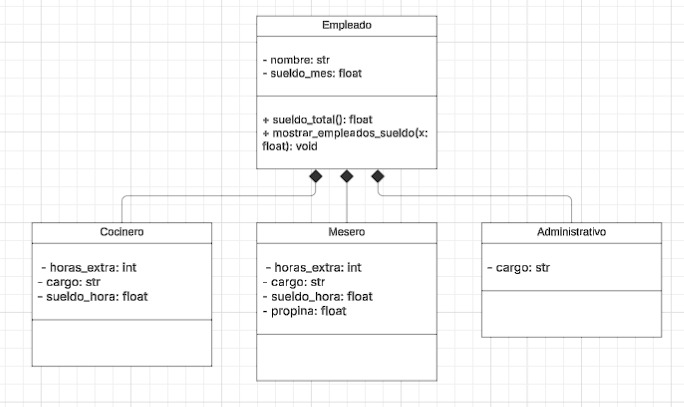 Empleado
- nombre: str
- sueldo_mes: float
+ sueldo_total(): float
+ mostrar_empleados_sueldo(x:
float): void
Cocinero
- horas_extra: int
- cargo: str
- sueldo_hora: float
Mesero
- horas_extra: int
- cargo: str
- sueldo_hora: float
- propina: float
Administrativo
- cargo: str